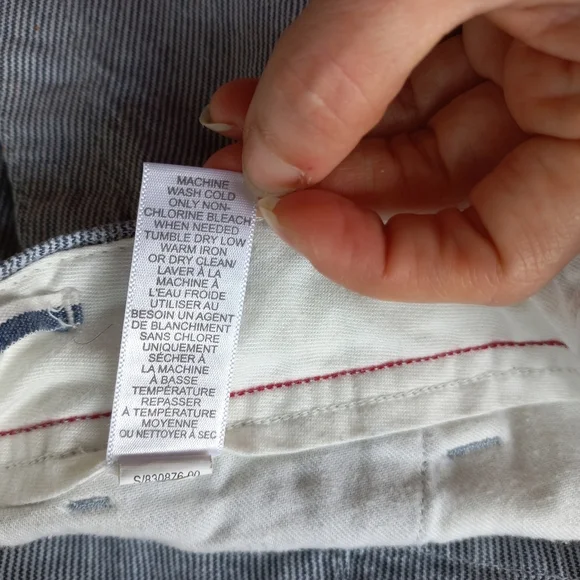 MACHINE
WASH COLD
ONLY NON-
CHLORINE BLEACH
WHEN NEEDED
TUMBLE DRY LOW
WARM IRON
OR DRY CLEAN/
LAVER À LA
MACHINE À
L'EAU FROIDE
UTILISER AU
BESOIN UN AGENT
DE BLANCHIMENT
SANS CHLORE
UNIQUEMENT
SÉCHER À
LA MACHINE
À BASSE
TEMPÉRATURE
REPASSER
À TEMPÉRATURE
MOYENNE
OU NETTOYER À SEC
S/830876-00